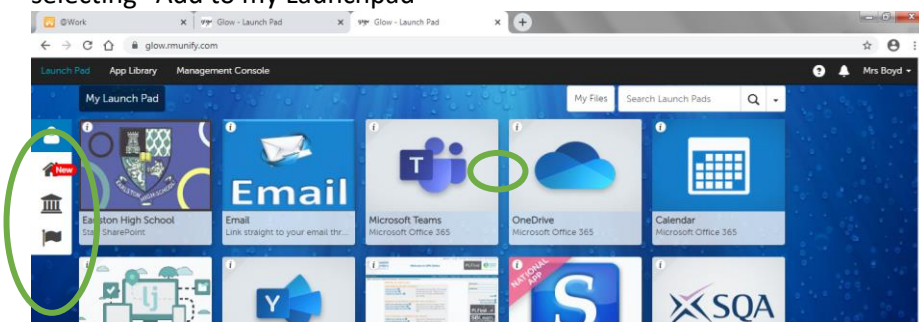 selecting "Add to my Launchpad"
@Work Glow - Launch Pad Glow - Launch Pad
glow.rmunify.com
Launch Pad App Library Management Console Mrs Boyd
My Launch Pad My Files Search Launch Pads
New
Email
T
Earlston High School Email Microsoft Teams OneDrive Calendar
Staff SharePoint Link straight to your email thr... Microsoft Office 365 Microsoft Office 365 Microsoft Office 365
NATIONAL APP
lj Y S SQA